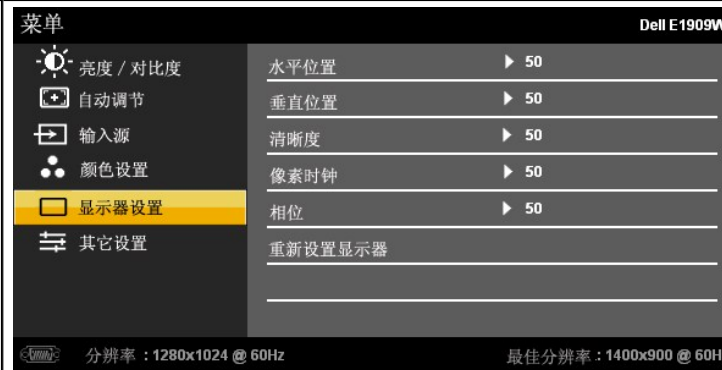 菜单
Dell E1909W
亮度 / 对比度
自动调节
输入源
颜色设置
显示器设置
其它设置
水平位置 50
垂直位置 50
清晰度 50
像素时钟 50
相位 50
重新设置显示器
分辨率 : 1280x1024 @ 60Hz
最佳分辨率 : 1400x900 @ 60H